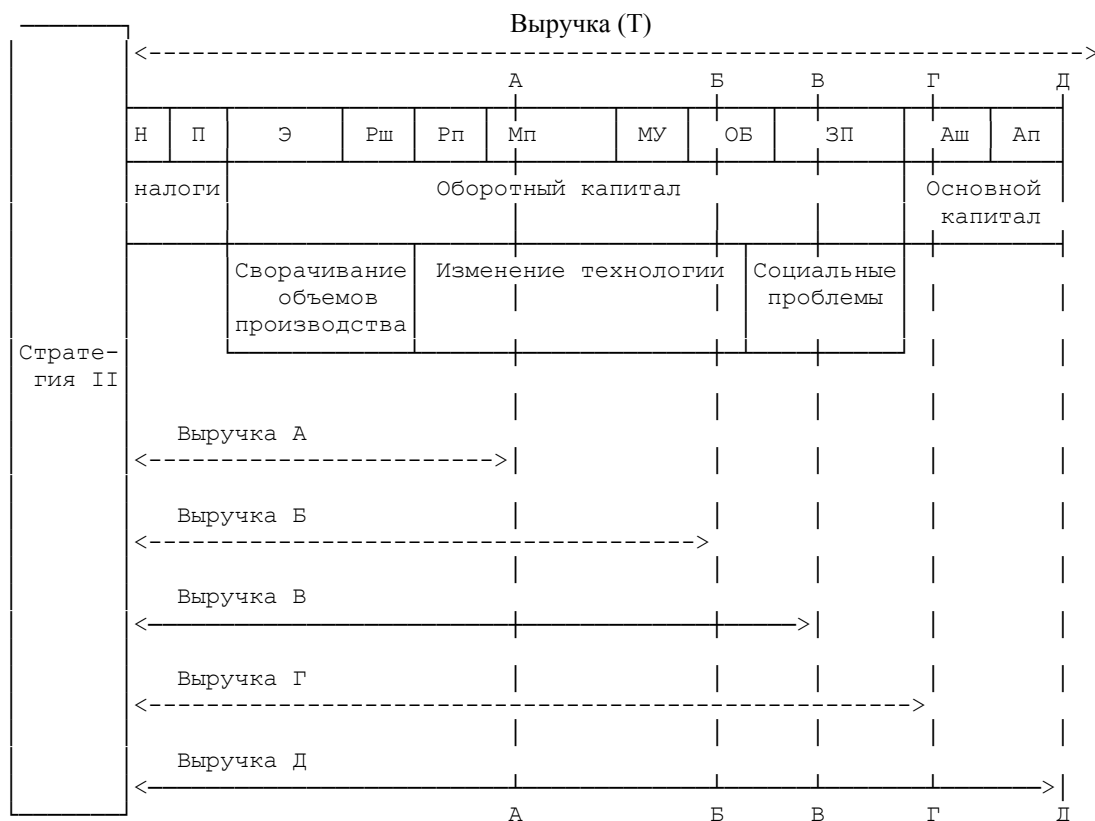 Выручка (Т)
А Б В Г Д
Н П Э Рш Рп Мп МУ ОБ ЗП Аш Ап
налоги Оборотный капитал Основной
капитал
Сворачивание Изменение технологии Социальные
объемов проблемы
производства
Страте-
гия II
Выручка А
Выручка Б
Выручка В
Выручка Г
Выручка Д
А Б В Г Д